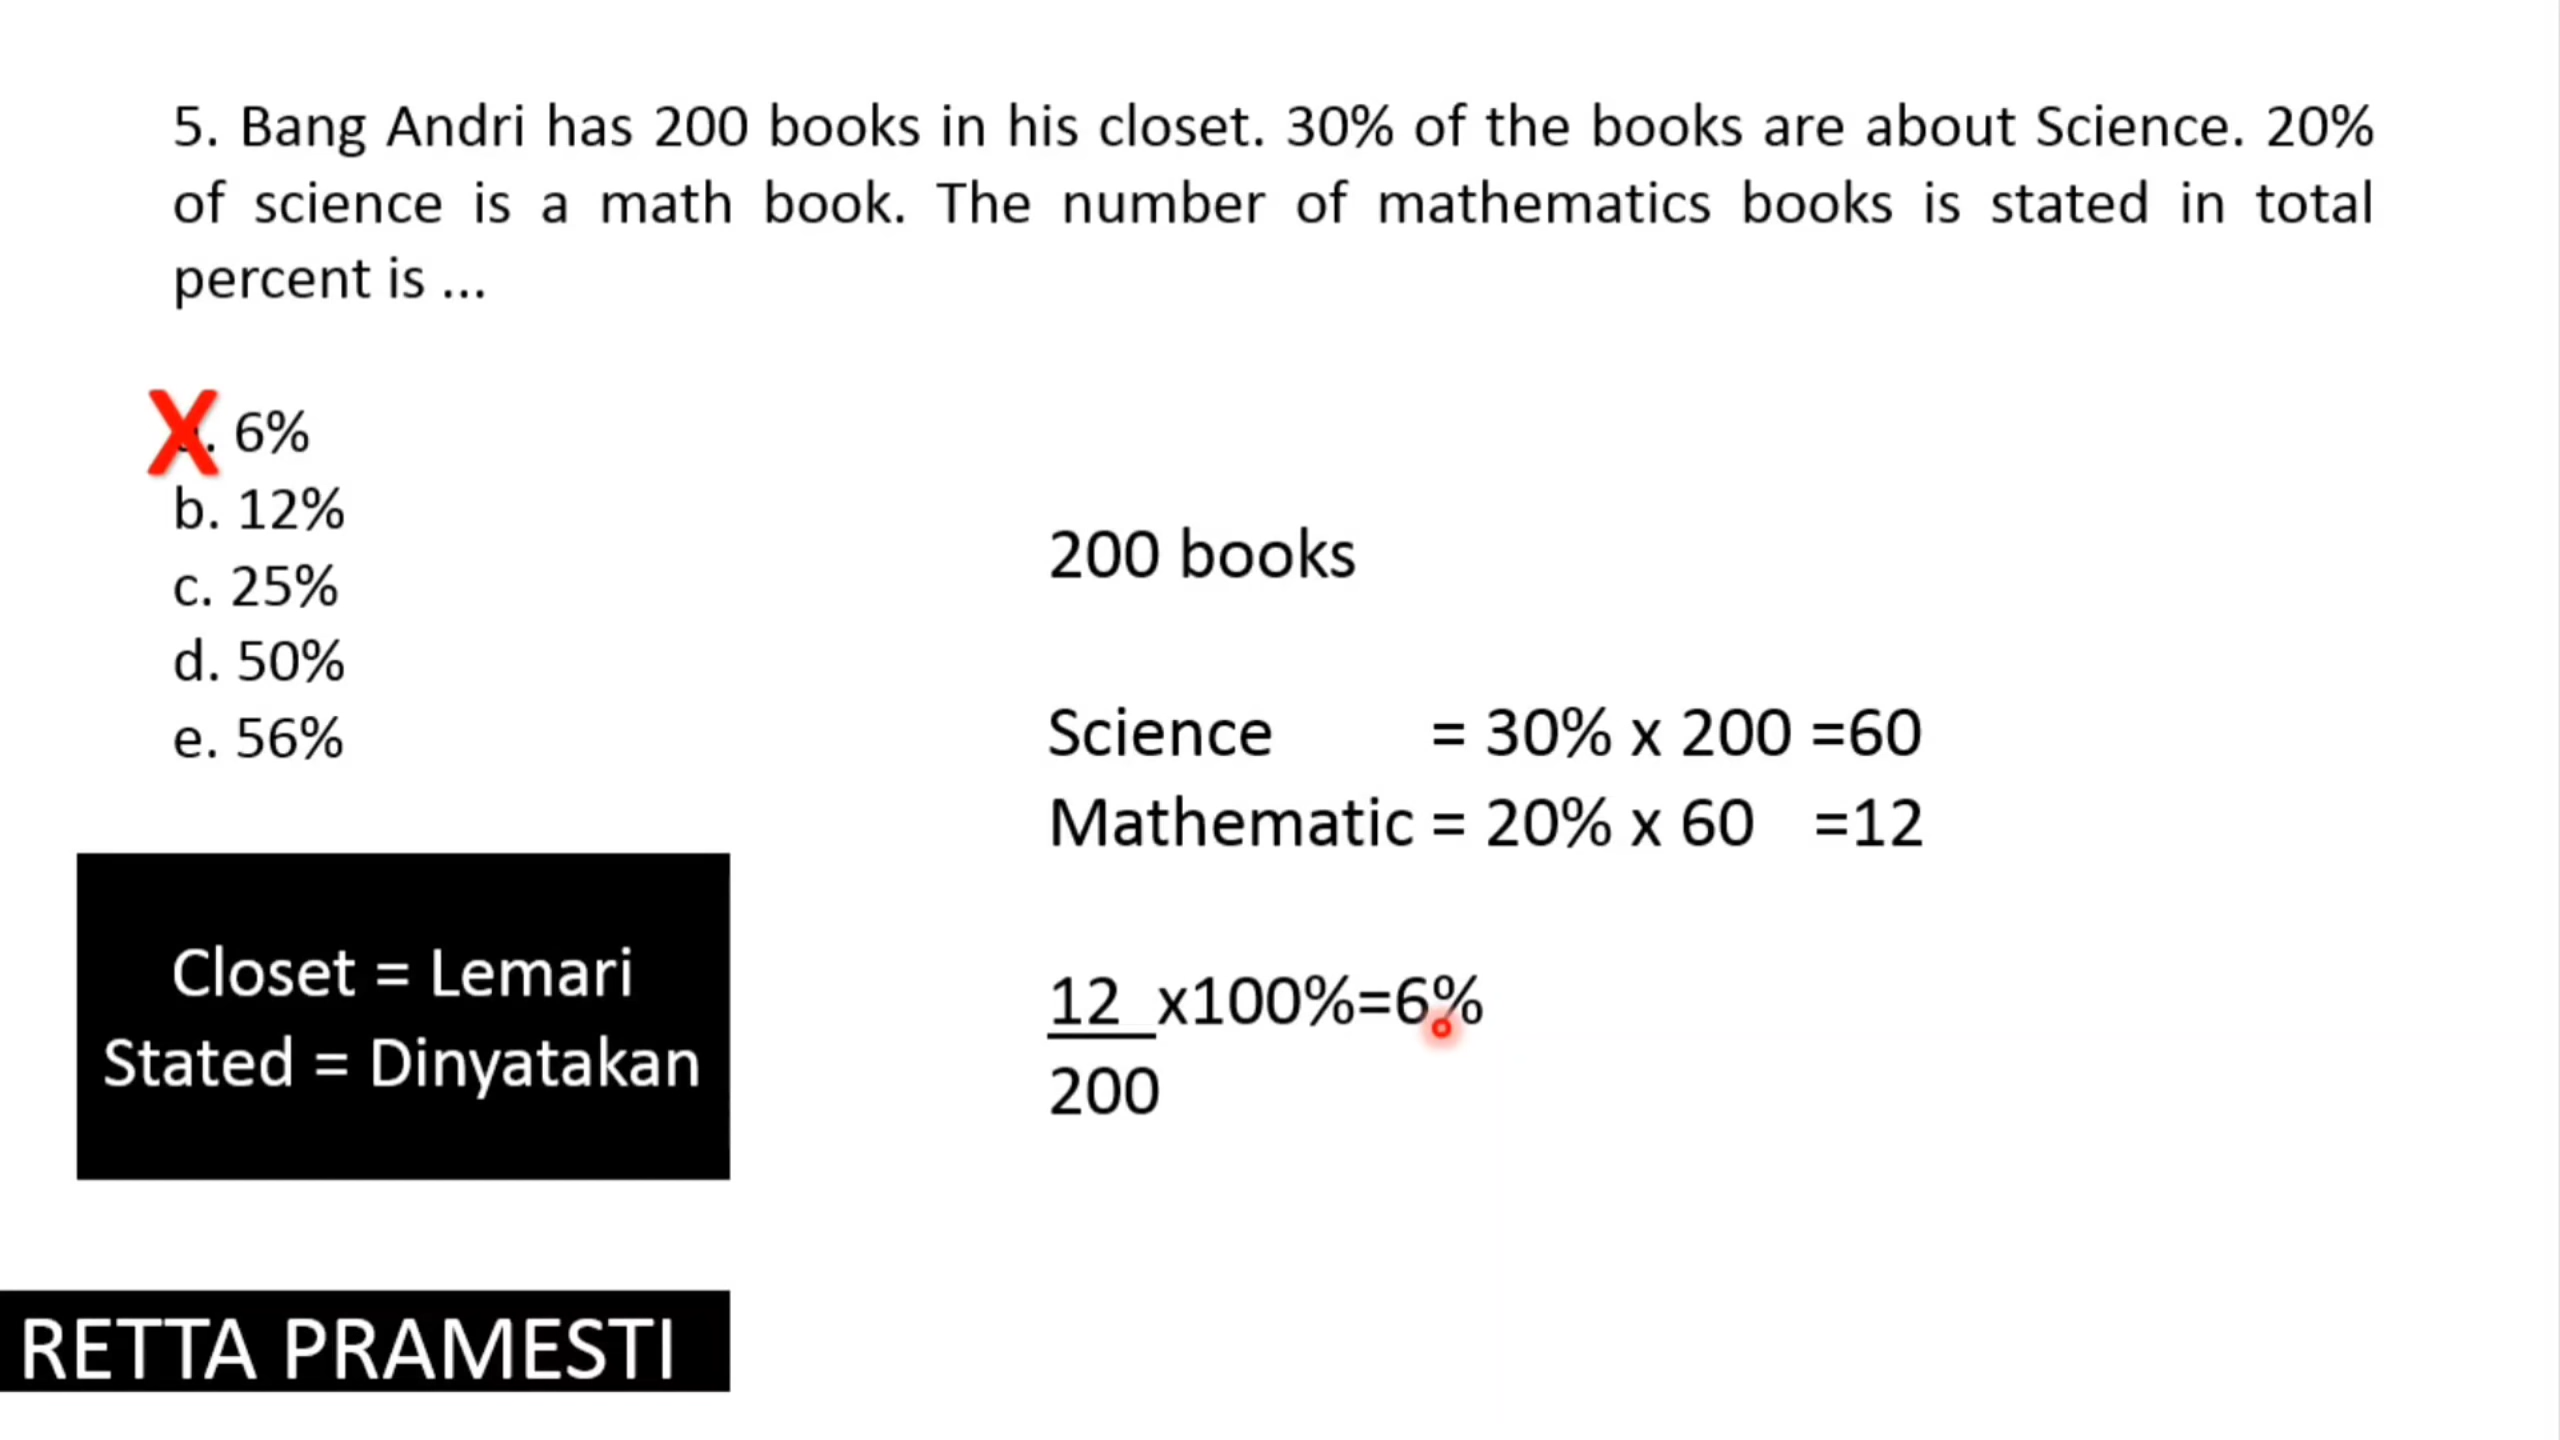 5. Bang Andri has 200 books in his closet. 30% of the books are about Science. 20%
of science is a math book. The number of mathematics books is stated in total
percent is ...
X. 6%
b. 12%
c. 25%
d. 50%
e. 56%
200 books
Science = 30% x 200 =60
Mathematic = 20% x 60 =12
12 x100%=6%
200
Closet = Lemari
Stated = Dinyatakan
RETTA PRAMESTI